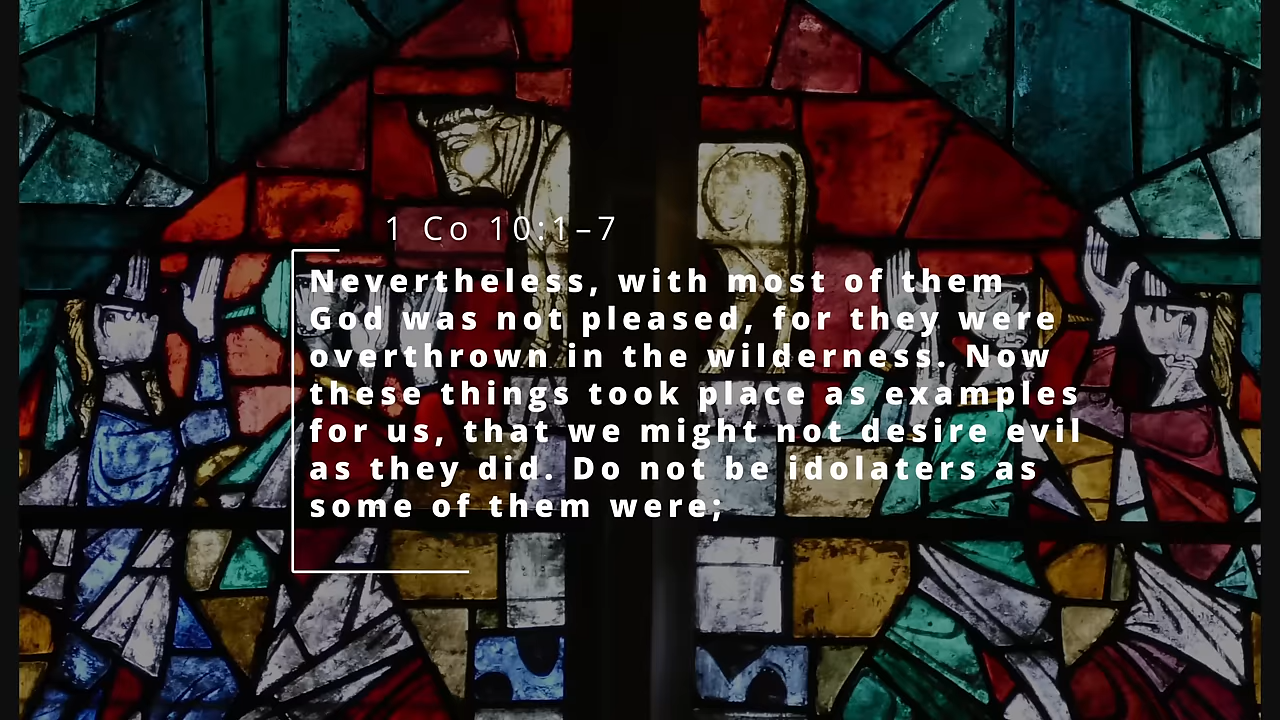 1 Co 10:1–7
Nevertheless, with most of them
God was not pleased, for they were
overthrown in the wilderness. Now
these things took place as examples
for us, that we might not desire evil
as they did. Do not be idolaters as
some of them were;